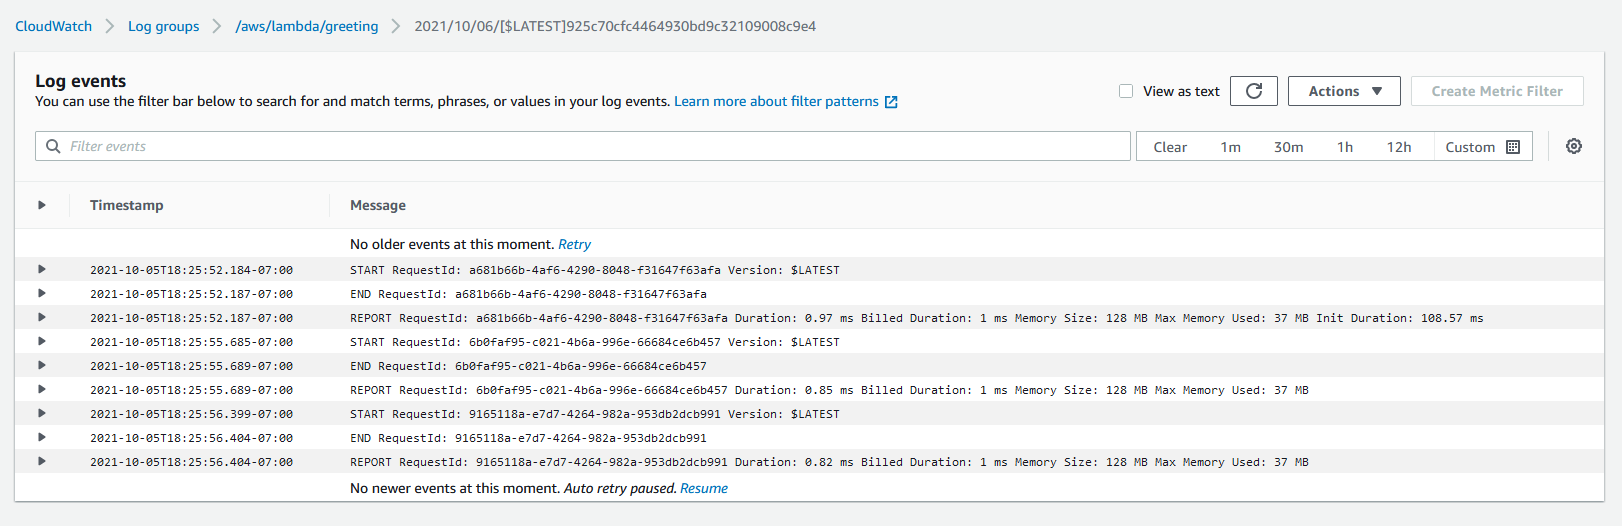 CloudWatch Log groups /aws/lambda/greeting 2021/10/06/[$LATEST]925c70cfc4464930bd9c32109008c9e4
Log events
You can use the filter bar below to search for and match terms, phrases, or values in your log events. Learn more about filter patterns
View as text Actions Create Metric Filter
Filter events Clear 1m 30m 1h 12h Custom
Timestamp Message
No older events at this moment. Retry
2021-10-05T18:25:52.184-07:00 START RequestId: a681b66b-4af6-4290-8048-f31647f63afa Version: $LATEST
2021-10-05T18:25:52.187-07:00 END RequestId: a681b66b-4af6-4290-8048-f31647f63afa
2021-10-05T18:25:52.187-07:00 REPORT RequestId: a681b66b-4af6-4290-8048-f31647f63afa Duration: 0.97 ms Billed Duration: 1 ms Memory Size: 128 MB Max Memory Used: 37 MB Init Duration: 108.57 ms
2021-10-05T18:25:55.685-07:00 START RequestId: 6b0faf95-c021-4b6a-996e-66684ce6b457 Version: $LATEST
2021-10-05T18:25:55.689-07:00 END RequestId: 6b0faf95-c021-4b6a-996e-66684ce6b457
2021-10-05T18:25:55.689-07:00 REPORT RequestId: 6b0faf95-c021-4b6a-996e-66684ce6b457 Duration: 0.85 ms Billed Duration: 1 ms Memory Size: 128 MB Max Memory Used: 37 MB
2021-10-05T18:25:56.399-07:00 START RequestId: 9165118a-e7d7-4264-982a-953db2dcb991 Version: $LATEST
2021-10-05T18:25:56.404-07:00 END RequestId: 9165118a-e7d7-4264-982a-953db2dcb991
2021-10-05T18:25:56.404-07:00 REPORT RequestId: 9165118a-e7d7-4264-982a-953db2dcb991 Duration: 0.82 ms Billed Duration: 1 ms Memory Size: 128 MB Max Memory Used: 37 MB
No newer events at this moment. Auto retry paused. Resume